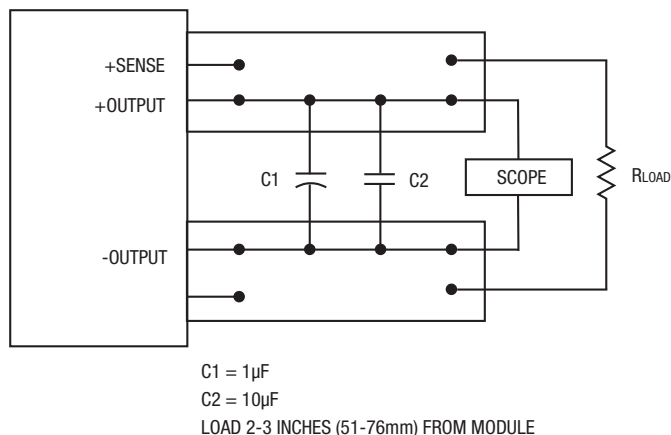 +SENSE
+OUTPUT
C1
C2
SCOPE
RLOAD
-OUTPUT
C1 = 1µF
C2 = 10µF
LOAD 2-3 INCHES (51-76mm) FROM MODULE